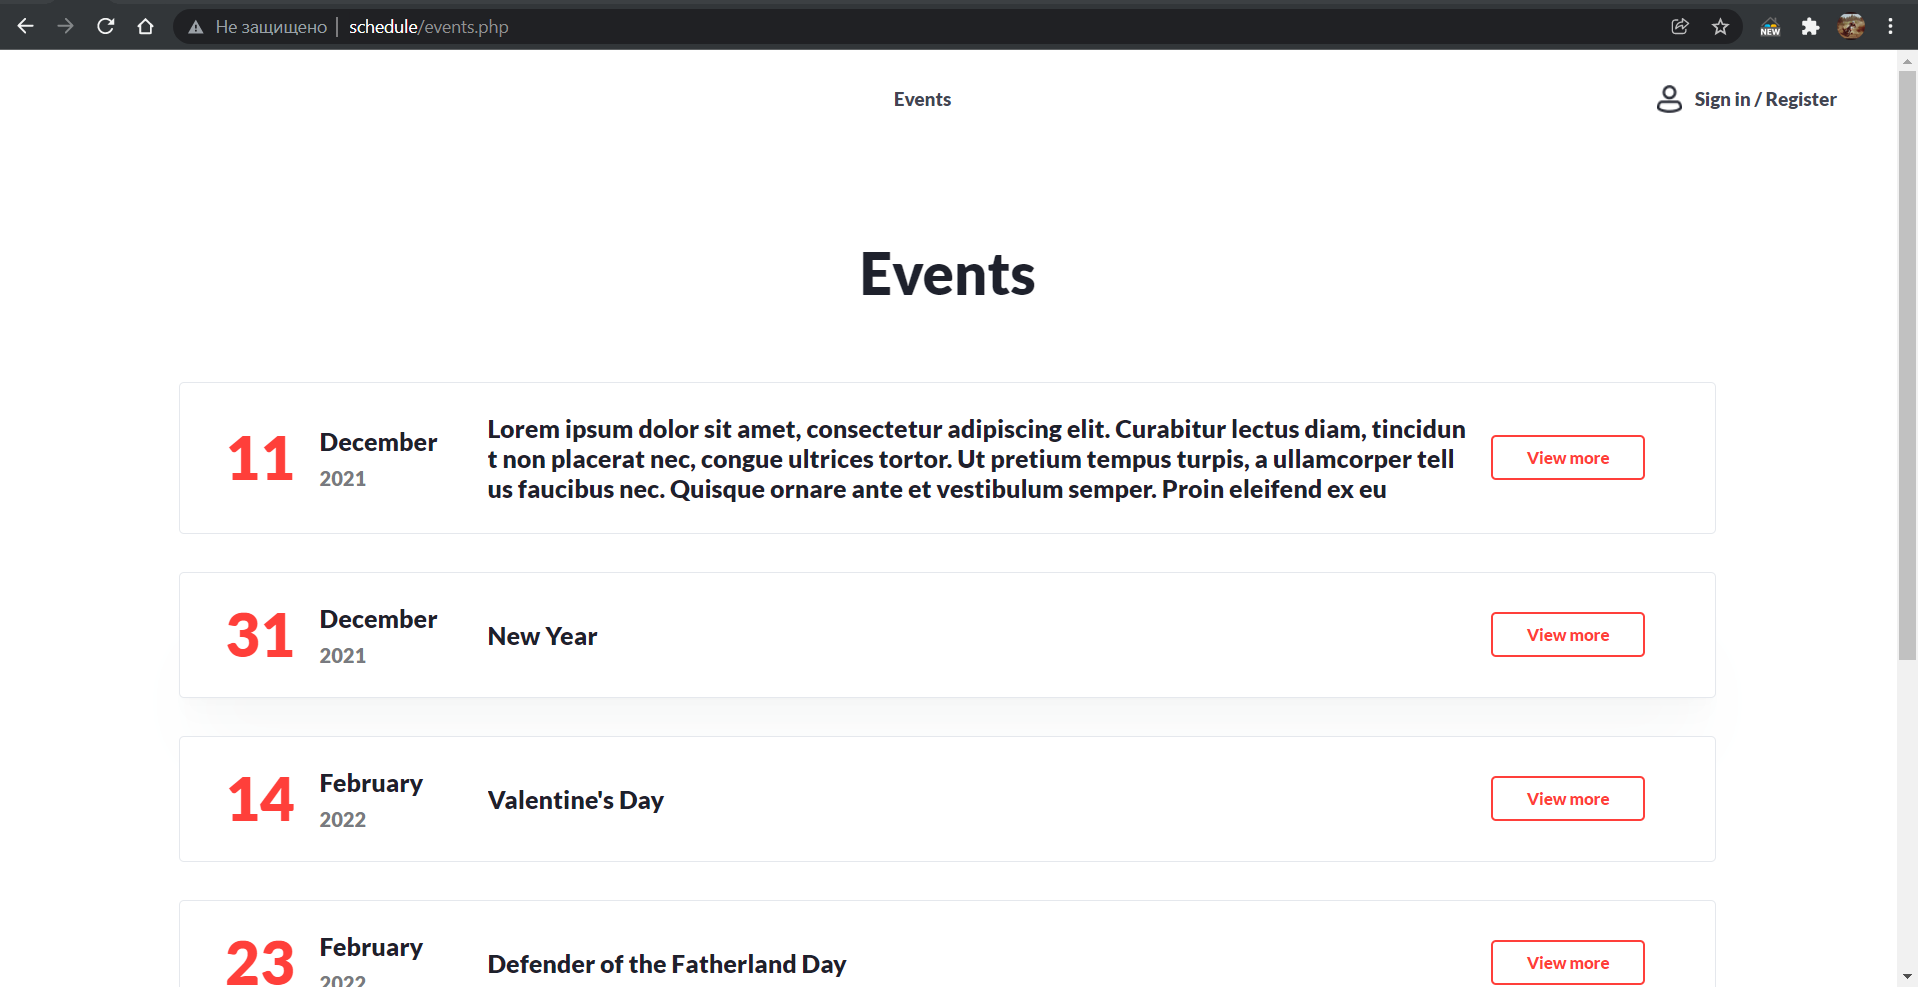 Не защищено | schedule/events.php
NEW
Events
Sign in / Register
Events
11
December
2021
Lorem ipsum dolor sit amet, consectetur adipiscing elit. Curabitur lectus diam, tincidun
t non placerat nec, congue ultrices tortor. Ut pretium tempus turpis, a ullamcorper tell
us faucibus nec. Quisque ornare ante et vestibulum semper. Proin eleifend ex eu
View more
31
December
2021
New Year
View more
14
February
2022
Valentine's Day
View more
23
February
2022
Defender of the Fatherland Day
View more